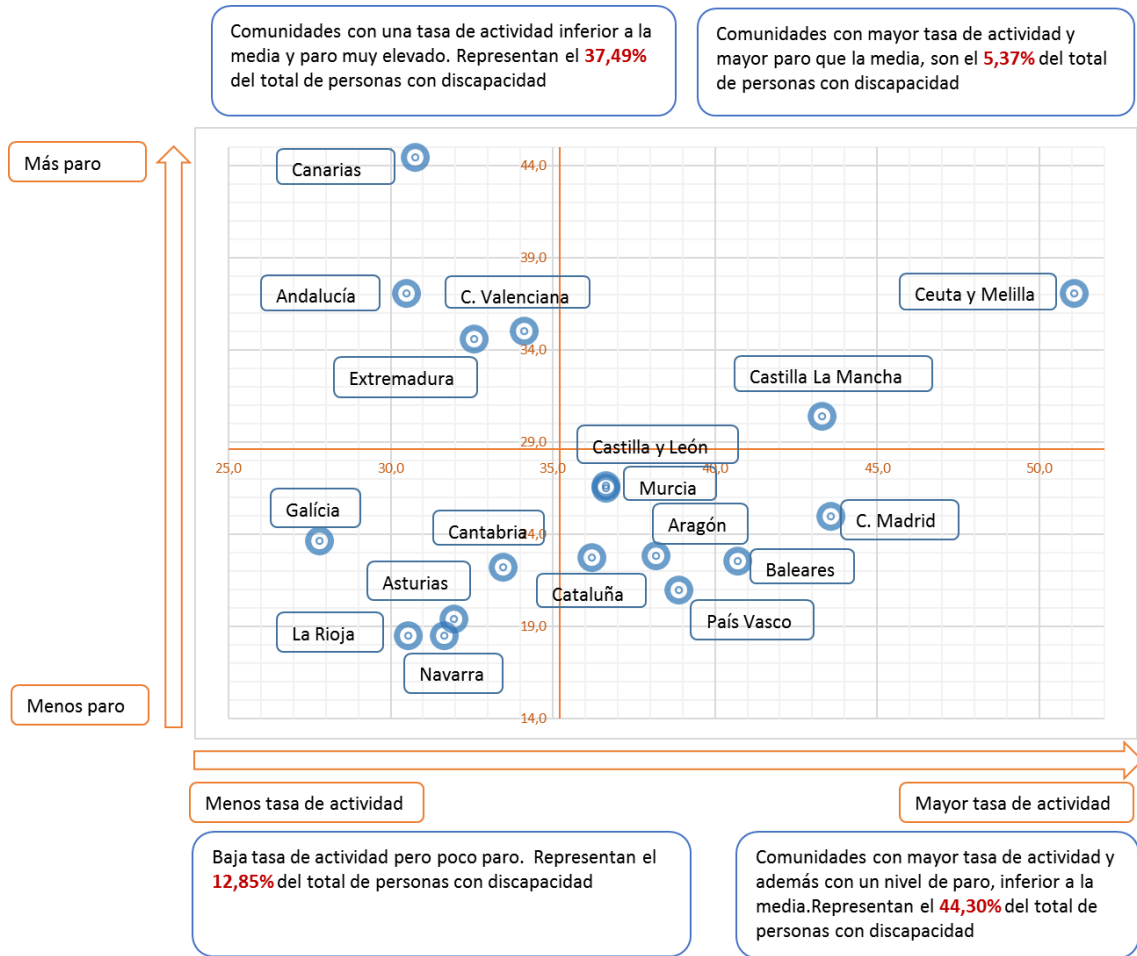 Comunidades con una tasa de actividad inferior a la
media y paro muy elevado. Representan el 37,49%
del total de personas con discapacidad
Comunidades con mayor tasa de actividad y
mayor paro que la media, son el 5,37% del total
de personas con discapacidad
Más paro
Canarias
44,0
39,0
Andalucía
C. Valenciana
Ceuta y Melilla
34,0
Extremadura
Castilla La Mancha
29,0
Castilla y León
25,0
30,0
35,0
40,0
45,0
50,0
Murcia
Galícia
Cantabria
Aragón
C. Madrid
24,0
Asturias
Cataluña
Baleares
País Vasco
19,0
La Rioja
Navarra
Menos paro
14,0
Menos tasa de actividad
Mayor tasa de actividad
Baja tasa de actividad pero poco paro. Representan el
12,85% del total de personas con discapacidad
Comunidades con mayor tasa de actividad y
además con un nivel de paro, inferior a la
media.Representan el 44,30% del total de
personas con discapacidad